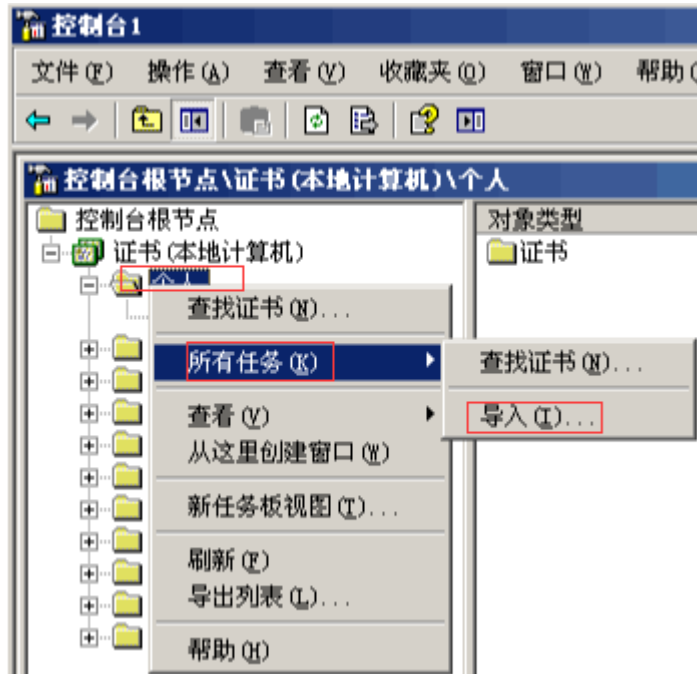 控制台1
文件(F) 操作(A) 查看(V) 收藏夹(O) 窗口(W) 帮助(
控制台根节点\证书(本地计算机)\个人
控制台根节点
对象类型
证书(本地计算机)
证书
个人
查找证书(N)...
所有任务(K)
查找证书(N)...
导入(I)...
查看(V)
从这里创建窗口(W)
新任务板视图(T)...
刷新(F)
导出列表(L)...
帮助(H)